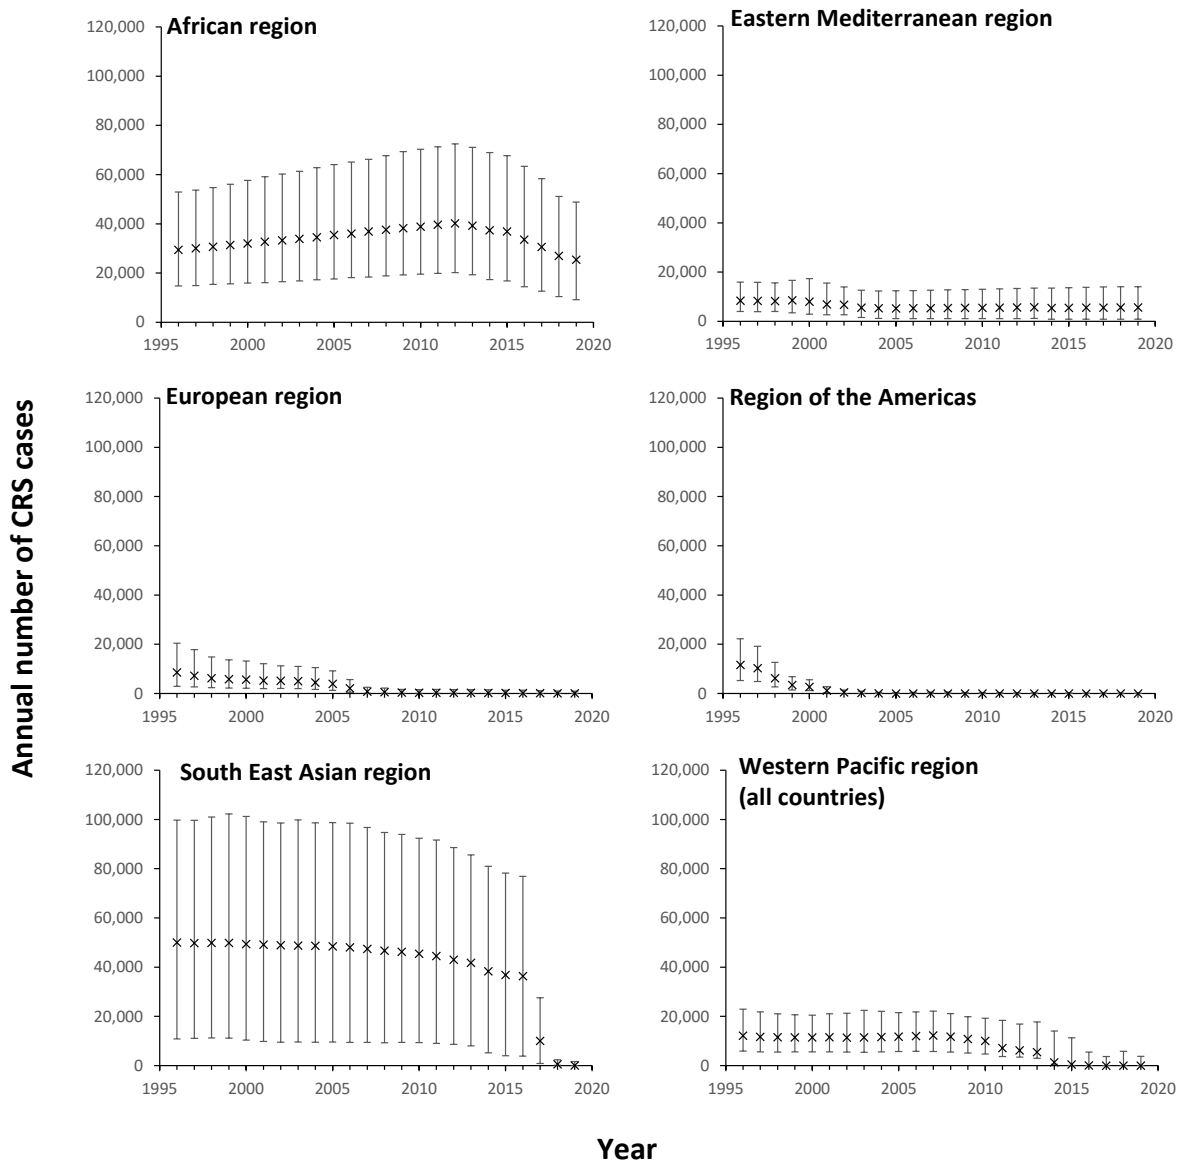 African region
120,000
100,000
80,000
60,000
40,000
20,000
0
1995 2000 2005 2010 2015 2020
Eastern Mediterranean region
120,000
100,000
80,000
60,000
40,000
20,000
0
1995 2000 2005 2010 2015 2020
Annual number of CRS cases
European region
120,000
100,000
80,000
60,000
40,000
20,000
0
1995 2000 2005 2010 2015 2020
Region of the Americas
120,000
100,000
80,000
60,000
40,000
20,000
0
1995 2000 2005 2010 2015 2020
South East Asian region
120,000
100,000
80,000
60,000
40,000
20,000
0
1995 2000 2005 2010 2015 2020
Western Pacific region
(all countries)
120,000
100,000
80,000
60,000
40,000
20,000
0
1995 2000 2005 2010 2015 2020
Year